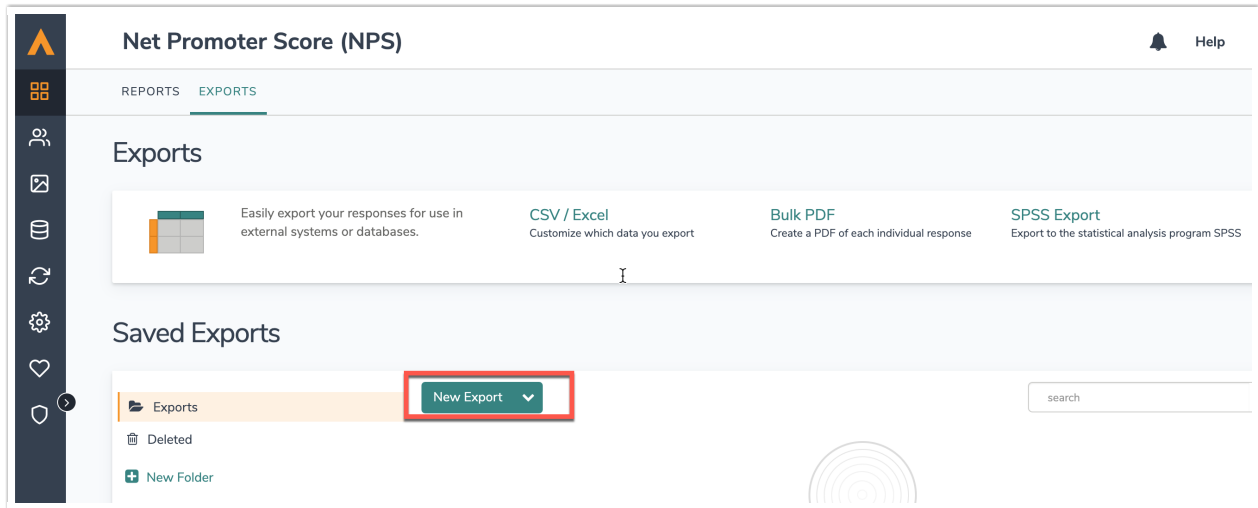 Net Promoter Score (NPS)
Help
REPORTS EXPORTS
Exports
Easily export your responses for use in
external systems or databases.
CSV / Excel
Customize which data you export
Bulk PDF
Create a PDF of each individual response
SPSS Export
Export to the statistical analysis program SPSS
Saved Exports
Exports
Deleted
New Folder
New Export
search